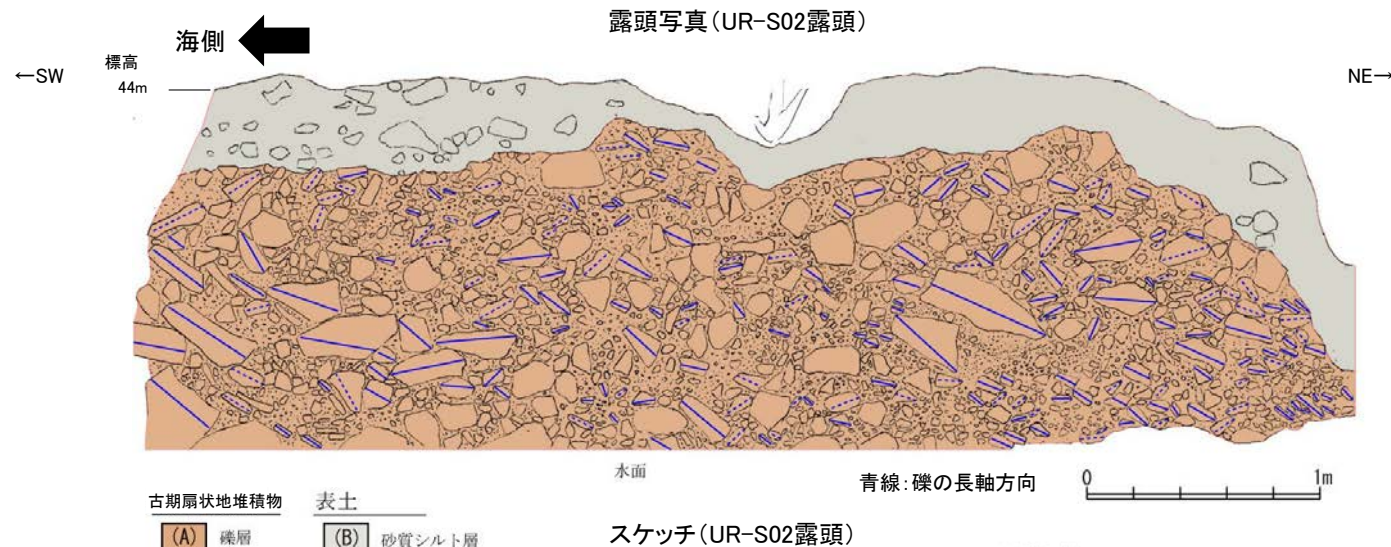 露頭写真(UR-S02露頭)
海側
←SW
標高
44m
NE→
水面
青線:礫の長軸方向
0 1m
古期扇状地堆積物 表土
(A) 礫層 (B) 砂質シルト層
スケッチ(UR-S02露頭)